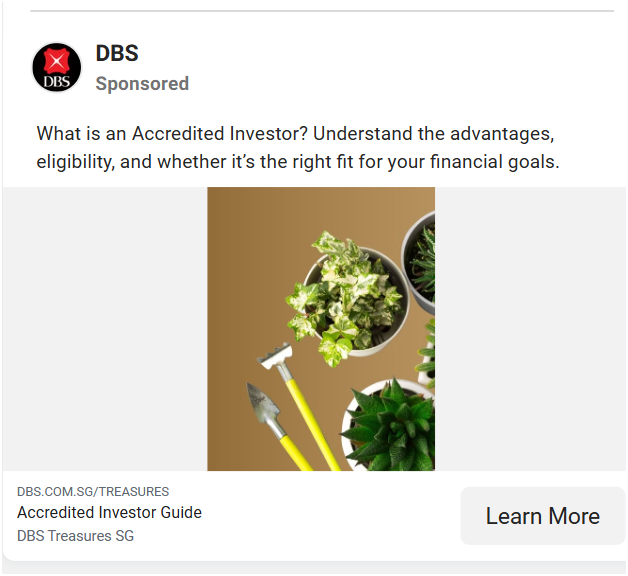 DBS
DBS
Sponsored
What is an Accredited Investor? Understand the advantages,
eligibility, and whether it’s the right fit for your financial goals.
DBS.COM.SG/TREASURES
Accredited Investor Guide
DBS Treasures SG
Learn More